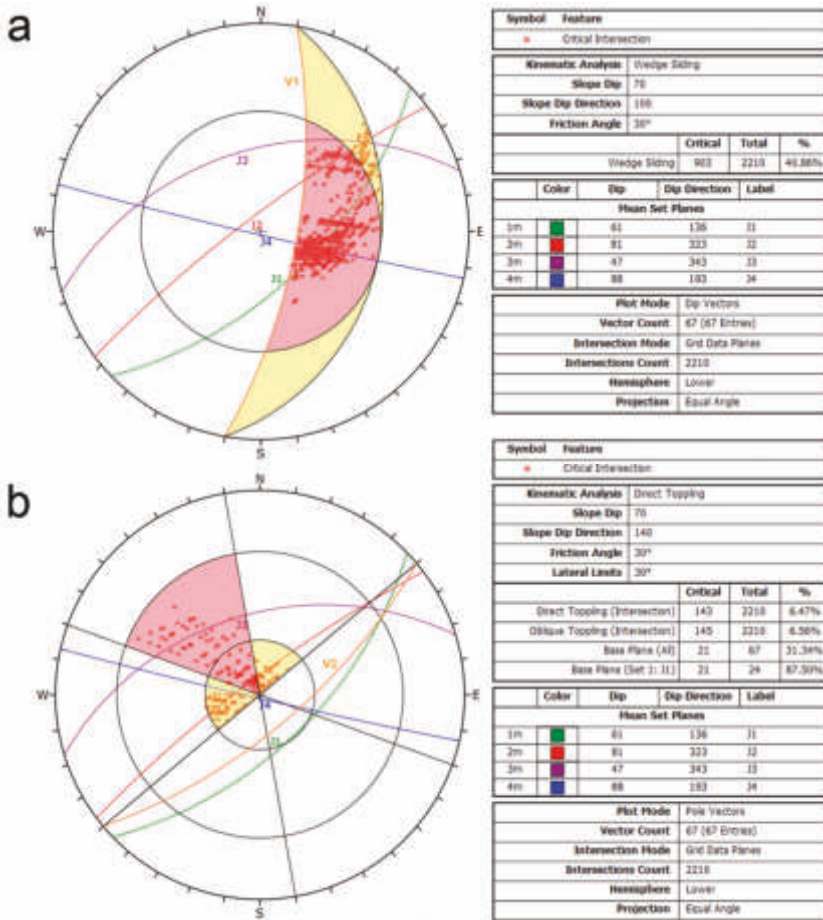 a
N
W
E
S
V1
J3
J2
J4
J1
Symbol Feature
Critical Intersection
Kinematic Analysis Wedge Sliding
Slope Dip 70
Slope Dip Direction
Friction Angle 30°
Critical Total %
Wedge Sliding 903 2210 40.86%
Color Dip Dip Direction Label
Mean Set Planes
1m 61 136 J1
2m 81 323 J2
3m 47 343 J3
4m 88 193 J4
Plot Mode Dip Vectors
Vector Count 67 (67 Entries)
Intersection Mode Grid Data Planes
Intersections Count 2210
Hemisphere Lower
Projection Equal Angle
b
N
W
E
S
V2
J4
J1
Symbol Feature
Critical Intersection
Kinematic Analysis Direct Toppling
Slope Dip 70
Slope Dip Direction 140
Friction Angle 30°
Lateral Limits 30°
Critical Total %
Direct Toppling (Intersection) 143 2210 6.47%
Oblique Toppling (Intersection) 145 2210 6.56%
Base Plane (All) 21 67 31.34%
Base Plane (Set 1: J1) 21 24 87.50%
Color Dip Dip Direction Label
Mean Set Planes
1m 61 136 J1
2m 81 323 J2
3m 47 343 J3
4m 88 193 J4
Plot Mode Pole Vectors
Vector Count 67 (67 Entries)
Intersection Mode Grid Data Planes
Intersections Count 2210
Hemisphere Lower
Projection Equal Angle